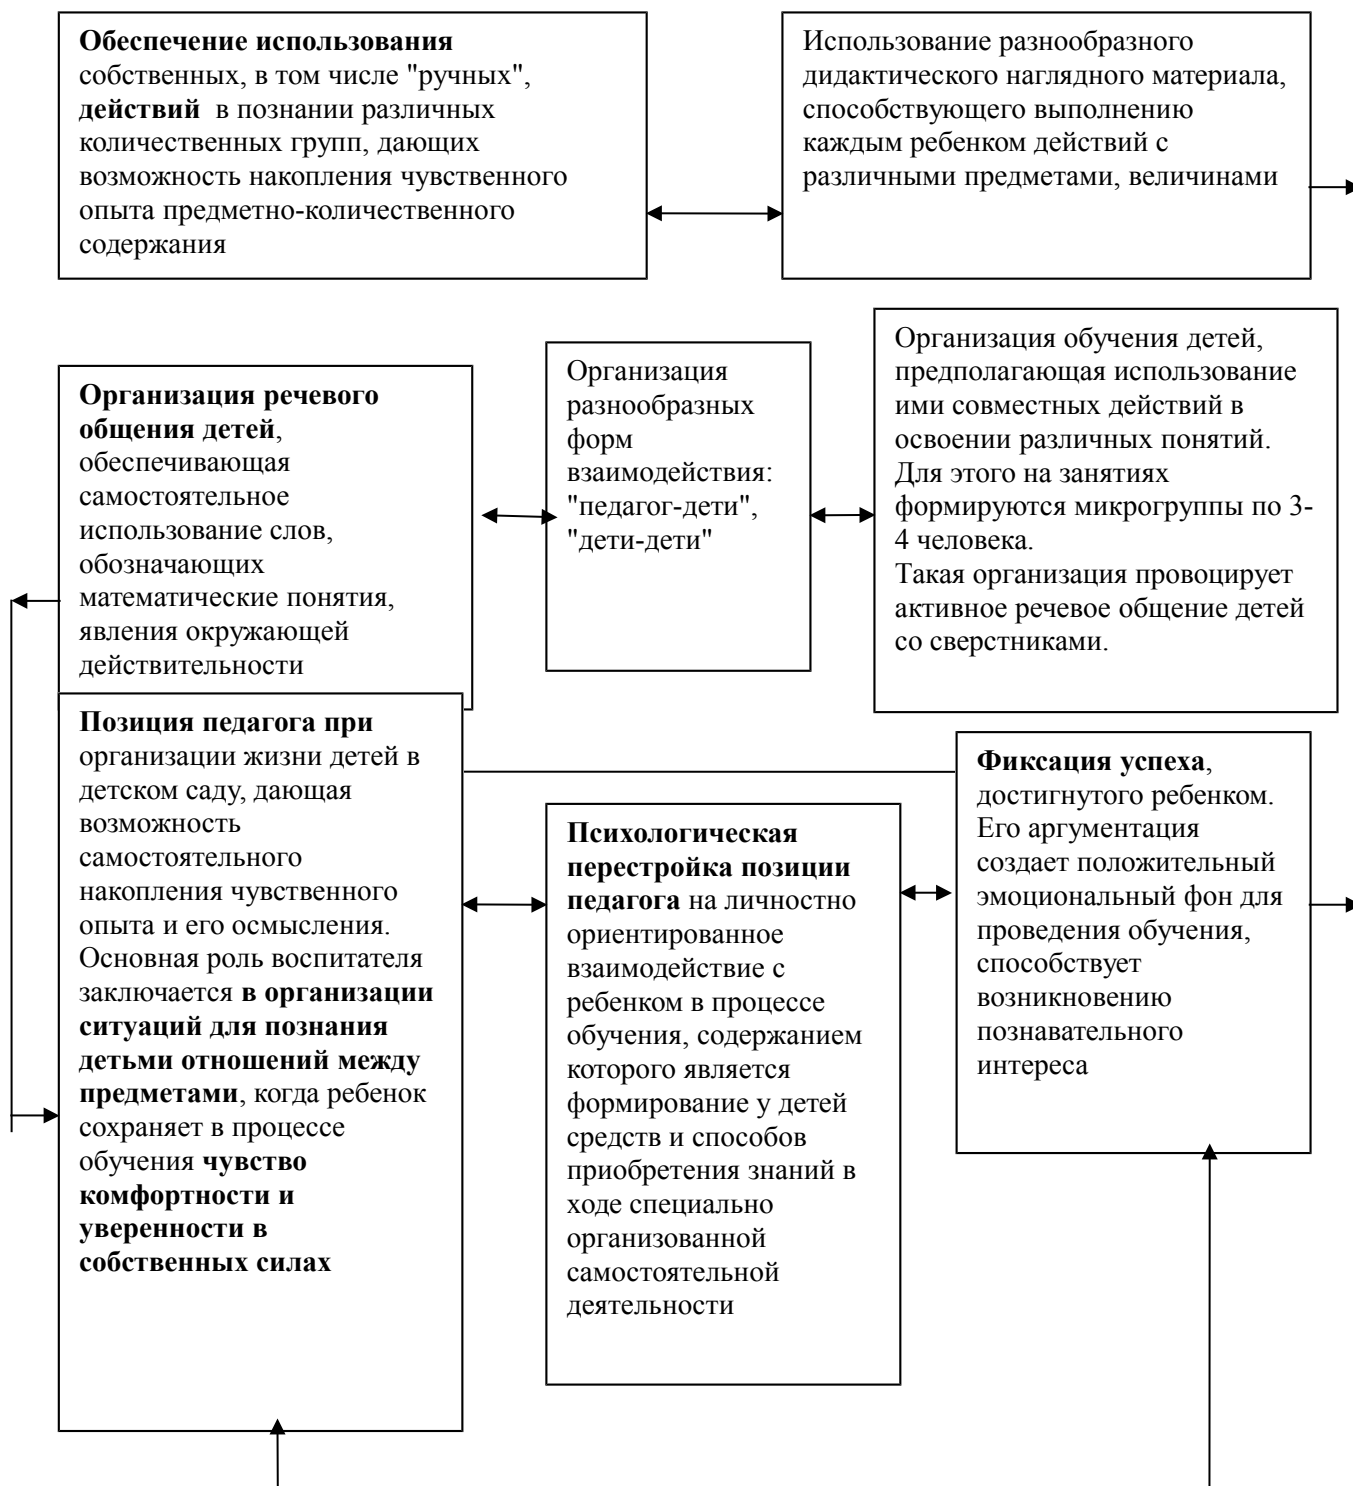 Обеспечение использования
собственных, в том числе "ручных",
действий в познании различных
количественных групп, дающих
возможность накопления чувственного
опыта предметно-количественного
содержания
Использование разнообразного
дидактического наглядного материала,
способствующего выполнению
каждым ребенком действий с
различными предметами, величинами
Организация речевого
общения детей,
обеспечивающая
самостоятельное
использование слов,
обозначающих
математические понятия,
явления окружающей
действительности
Организация
разнообразных
форм
взаимодействия:
"педагог-дети",
"дети-дети"
Организация обучения детей,
предполагающая использование
ими совместных действий в
освоении различных понятий.
Для этого на занятиях
формируются микрогруппы по 3-
4 человека.
Такая организация провоцирует
активное речевое общение детей
со сверстниками.
Позиция педагога при
организации жизни детей в
детском саду, дающая
возможность
самостоятельного
накопления чувственного
опыта и его осмысления.
Основная роль воспитателя
заключается в организации
ситуаций для познания
детьми отношений между
предметами, когда ребенок
сохраняет в процессе
обучения чувство
комфортности и
уверенности в
собственных силах
Психологическая
перестройка позиции
педагога на личностно
ориентированное
взаимодействие с
ребенком в процессе
обучения, содержанием
которого является
формирование у детей
средств и способов
приобретения знаний в
ходе специально
организованной
самостоятельной
деятельности
Фиксация успеха,
достигнутого ребенком.
Его аргументация
создает положительный
эмоциональный фон для
проведения обучения,
способствует
возникновению
познавательного
интереса